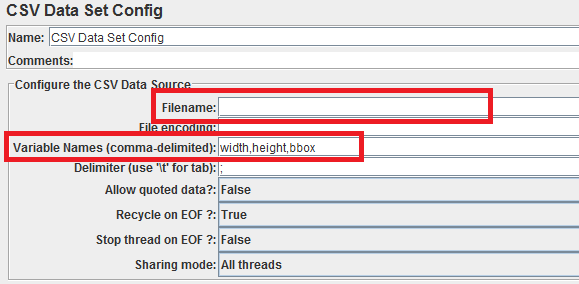 CSV Data Set Config
Name: CSV Data Set Config
Comments:
Configure the CSV Data Source
Filename:
File encoding:
Variable Names (comma-delimited): width,height,bbox
Delimiter (use '\t' for tab): ;
Allow quoted data?: False
Recycle on EOF ?: True
Stop thread on EOF ?: False
Sharing mode: All threads